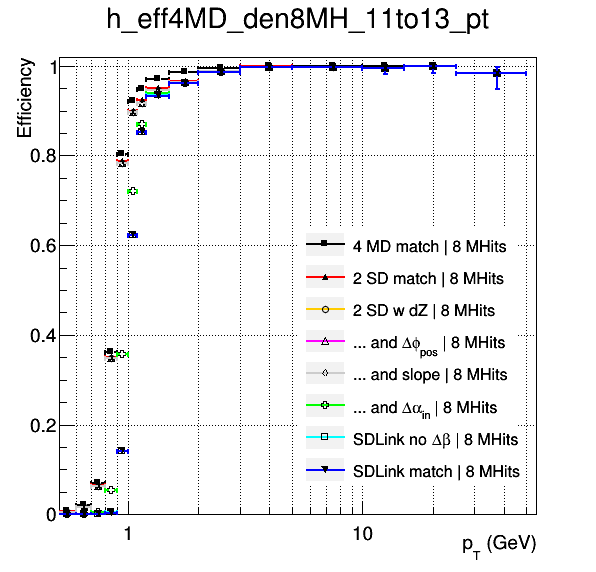 h_eff4MD_den8MH_11to13_pt
Efficiency
1
0.8
0.6
0.4
0.2
0
4 MD match | 8 MHits
2 SD match | 8 MHits
2 SD w dZ | 8 MHits
... and Δϕpos | 8 MHits
... and slope | 8 MHits
... and Δαin | 8 MHits
SDLink no Δβ | 8 MHits
SDLink match | 8 MHits
1 10
pT (GeV)